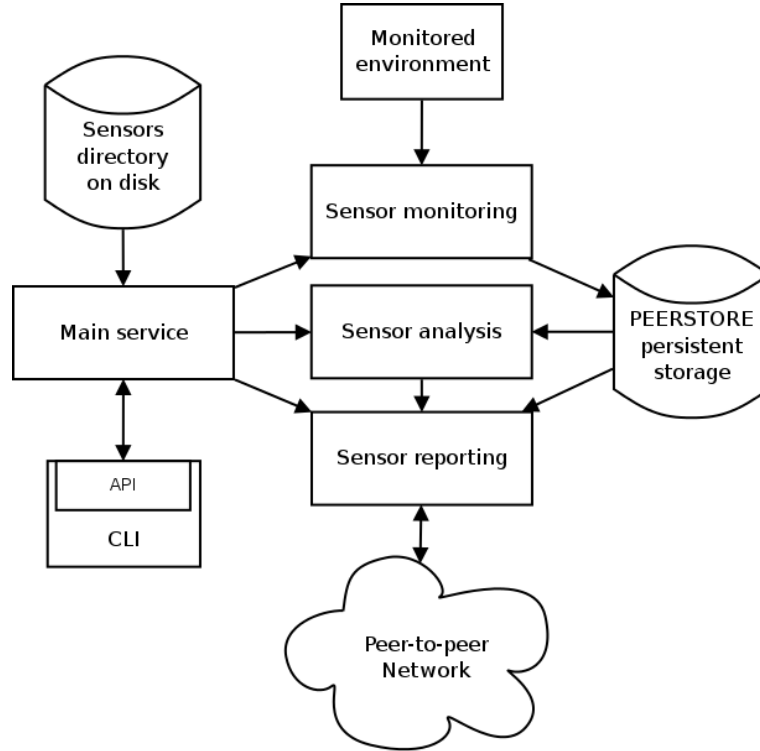 Monitored
environment
Sensors
directory
on disk
Sensor monitoring
Main service
Sensor analysis
PEERSTORE
persistent
storage
Sensor reporting
API
CLI
Peer-to-peer
Network